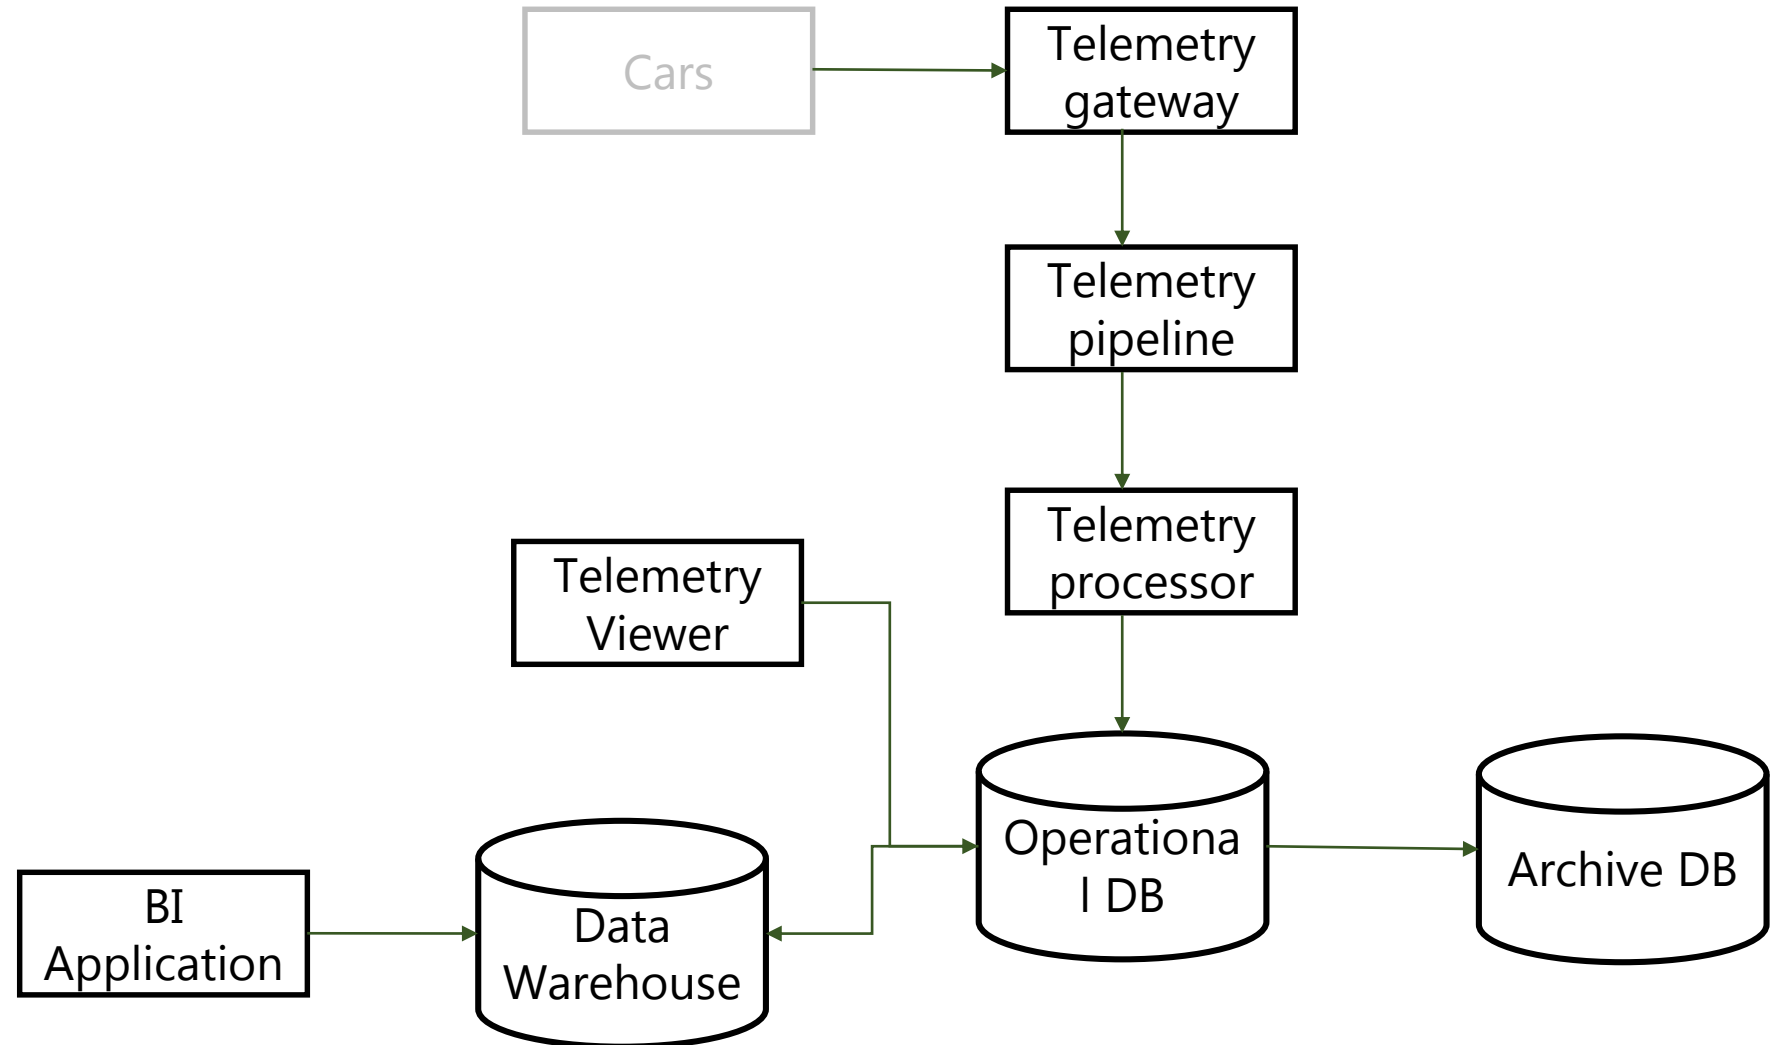 Cars
Telemetry
gateway
Telemetry
pipeline
Telemetry
processor
Telemetry
Viewer
Operationa
l DB
Archive DB
Data
Warehouse
BI
Application